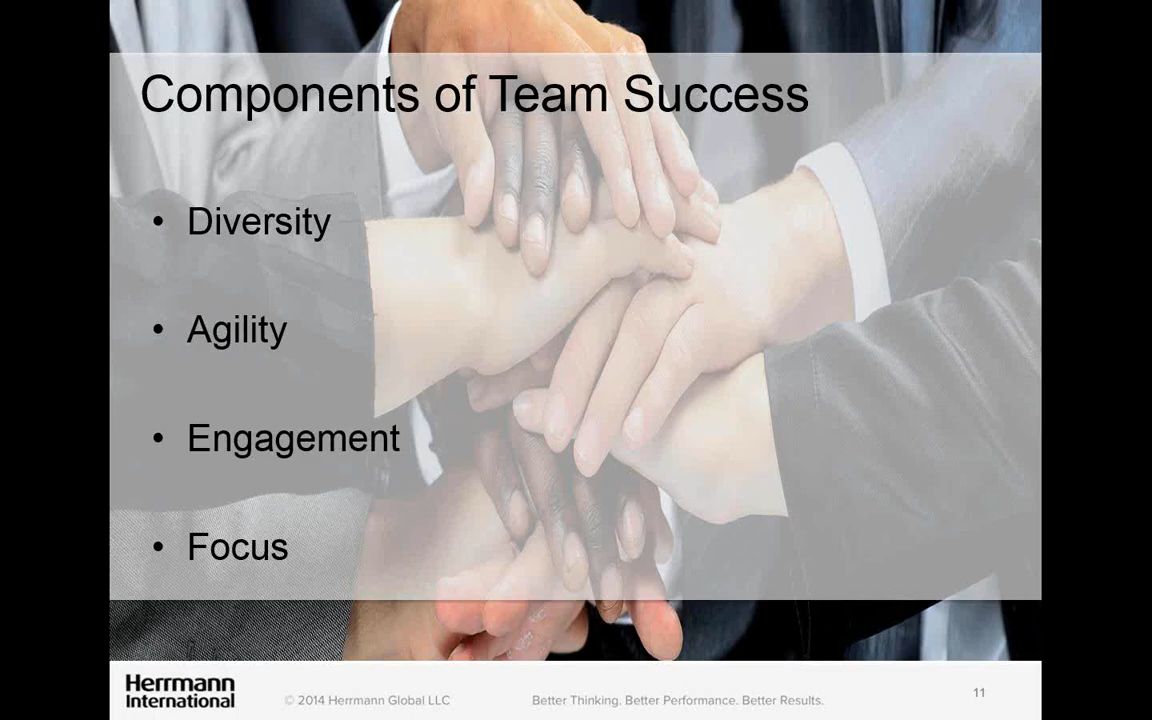 Components of Team Success
• Diversity
• Agility
• Engagement
• Focus
Herrmann
International
© 2014 Herrmann Global LLC
Better Thinking. Better Performance. Better Results.
11